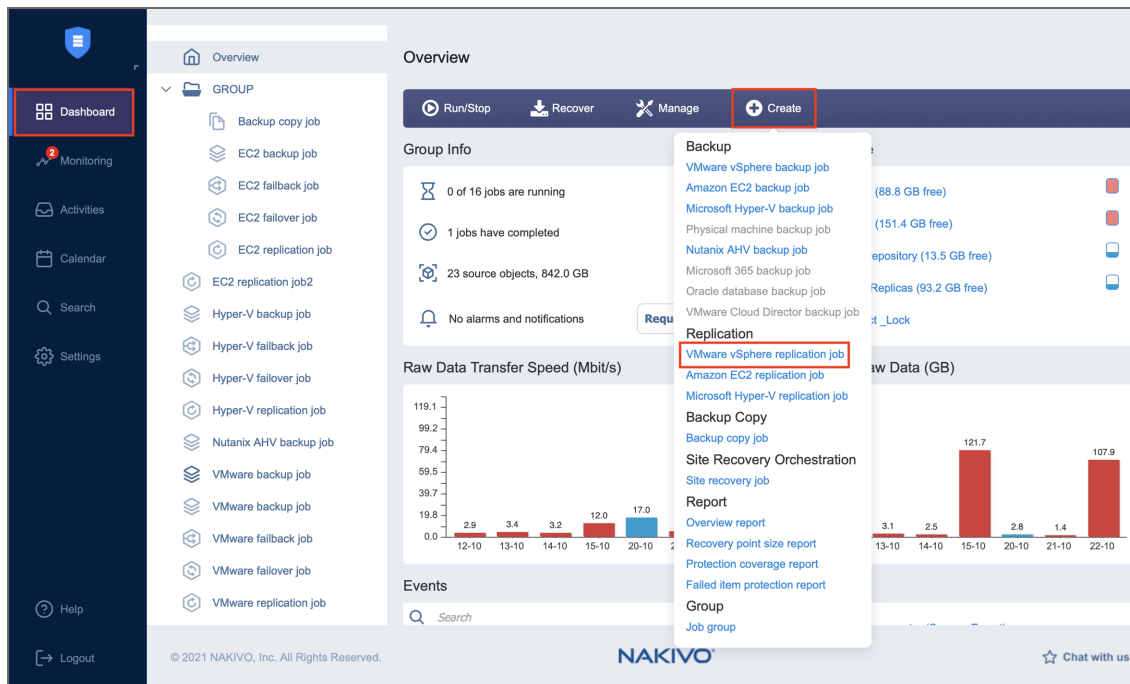 Dashboard
2
Monitoring
Activities
Calendar
Search
Settings
Help
Logout
Overview
GROUP
Backup copy job
EC2 backup job
EC2 failback job
EC2 failover job
EC2 replication job
EC2 replication job2
Hyper-V backup job
Hyper-V failback job
Hyper-V failover job
Hyper-V replication job
Nutanix AHV backup job
VMware backup job
VMware backup job
VMware failback job
VMware failover job
VMware replication job
Overview
Run/Stop Recover Manage Create
Group Info
0 of 16 jobs are running
1 jobs have completed
23 source objects, 842.0 GB
No alarms and notifications
Backup
VMware vSphere backup job
Amazon EC2 backup job
Microsoft Hyper-V backup job
Physical machine backup job
Nutanix AHV backup job
Microsoft 365 backup job
Oracle database backup job
VMware Cloud Director backup job
Replication
VMware vSphere replication job
Amazon EC2 replication job
Microsoft Hyper-V replication job
Backup Copy
Backup copy job
Site Recovery Orchestration
Site recovery job
Report
Overview report
Recovery point size report
Protection coverage report
Failed item protection report
Group
Job group
(88.8 GB free)
(151.4 GB free)
epository (13.5 GB free)
Replicas (93.2 GB free)
_Lock
Raw Data Transfer Speed (Mbit/s)
119.1
99.2
79.4
59.5
39.7
19.8
0.0
2.9 3.4 3.2 12.0 17.0
12-10 13-10 14-10 15-10 20-10
aw Data (GB)
3.1 2.5 121.7 2.8 1.4 107.9
13-10 14-10 15-10 20-10 21-10 22-10
Events
Search
© 2021 NAKIVO, Inc. All Rights Reserved.
NAKIVO
Chat with us